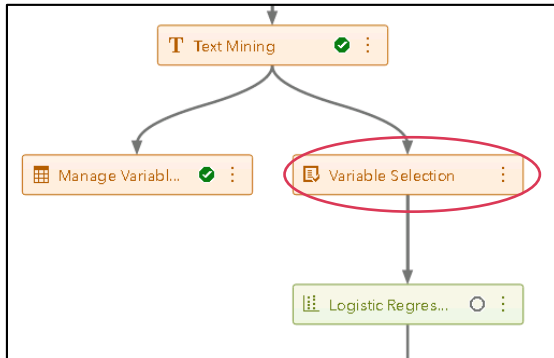 Text Mining
Manage Variabl...
Variable Selection
Logistic Regres...